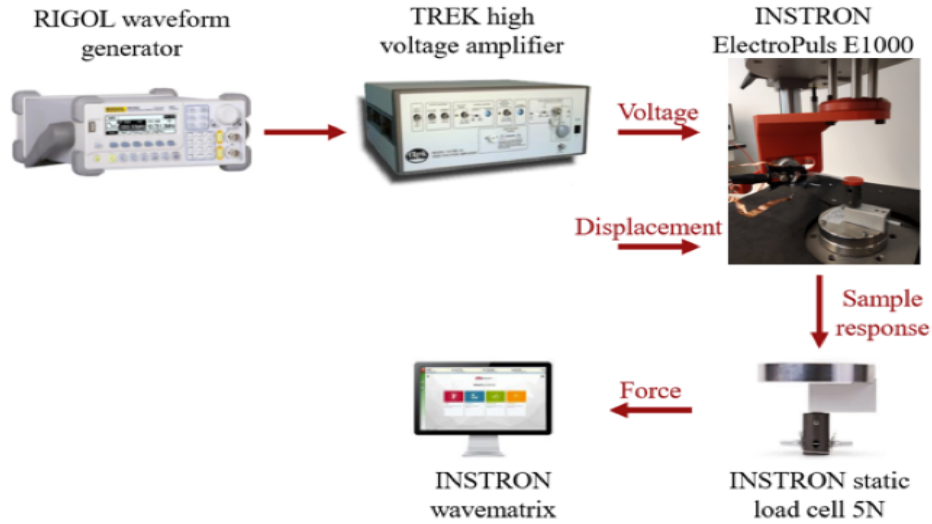 RIGOL waveform
generator
TREK high
voltage amplifier
INSTRON
ElectroPuls E1000
Voltage
Displacement
Sample
response
Force
INSTRON
wavematrix
INSTRON static
load cell 5N